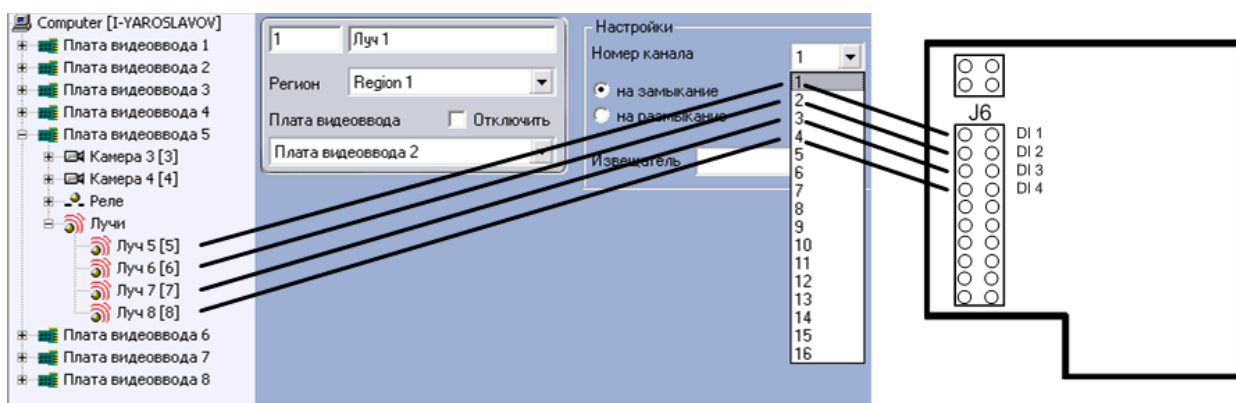 Computer [I-YAROSLAVOV]
Плата видеоввода 1
Плата видеоввода 2
Плата видеоввода 3
Плата видеоввода 4
Плата видеоввода 5
Камера 3 [3]
Камера 4 [4]
Реле
Лучи
Луч 5 [5]
Луч 6 [6]
Луч 7 [7]
Луч 8 [8]
Плата видеоввода 6
Плата видеоввода 7
Плата видеоввода 8
1 Луч 1
Регион Region 1
Плата видеоввода Отключить
Плата видеоввода 2
Настройки
Номер канала 1
на замыкание
на размыкание
Извещатель
1
2
3
4
5
6
7
8
9
10
11
12
13
14
15
16
J6
DI 1
DI 2
DI 3
DI 4